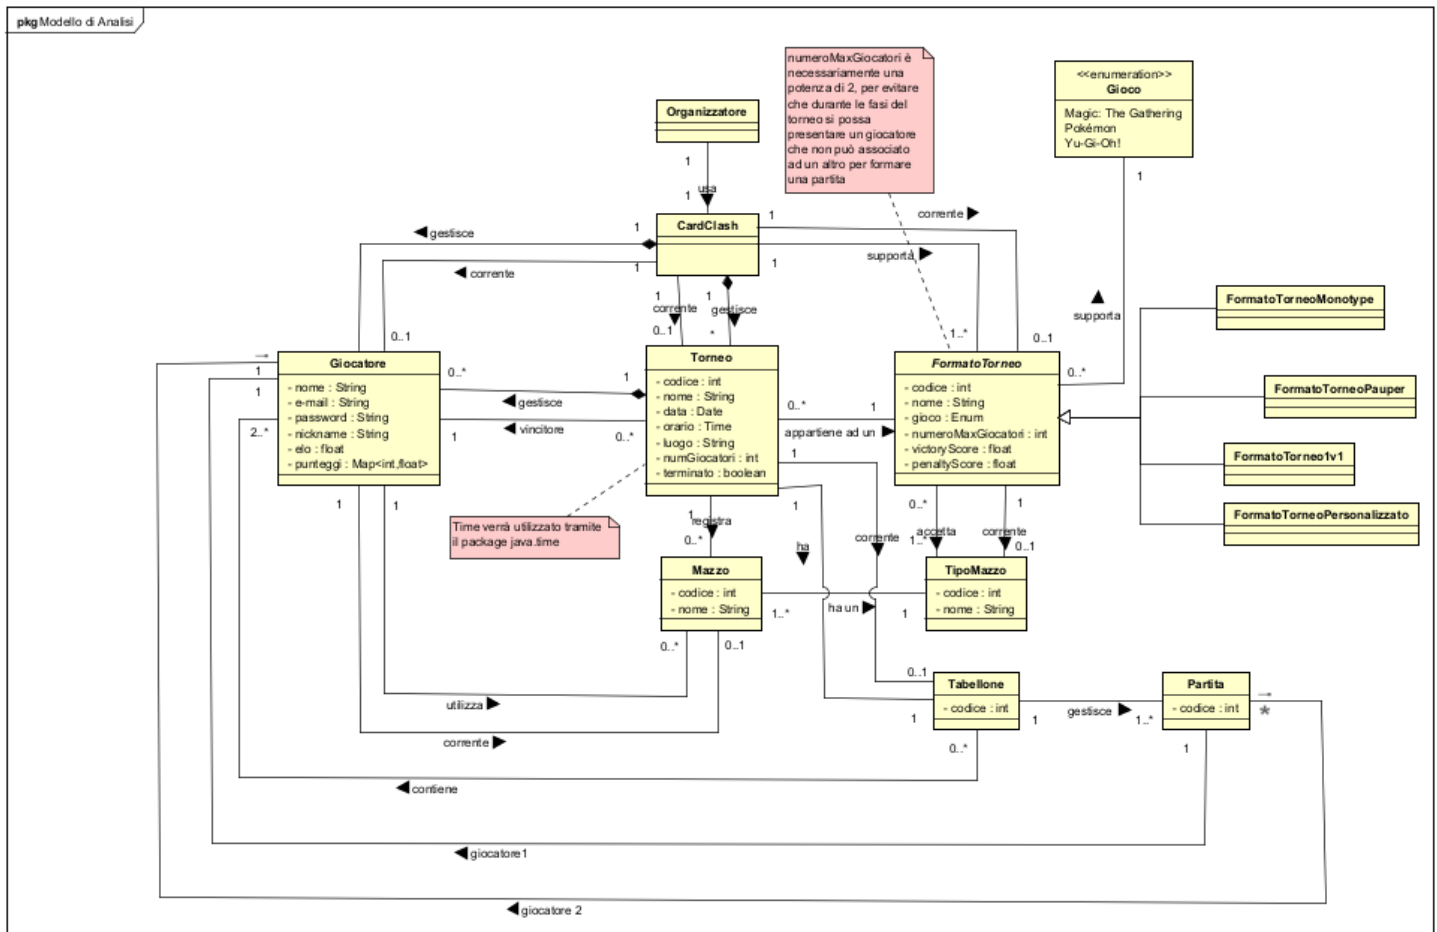 pkg Modello di Analisi
numeroMaxGiocatori è
necessariamente una
potenza di 2, per evitare
che durante le fasi del
torneo si possa
presentare un giocatore
che non può associato
ad un altro per formare
una partita
<<enumeration>>
Gioco
Magic: The Gathering
Pokémon
Yu-Gi-Oh!
Organizzatore
1
usa
1
1
CardClash
1
1
corrente
gestisce
supporta
1
1
corrente
1
corrente
0..1
1
gestisce
*
0..1
1..*
0..1
1
supporta
0..*
FormatoTorneoMonotype
FormatoTorneoPauper
FormatoTorneo1v1
FormatoTorneoPersonalizzato
Giocatore
- nome : String
- e-mail : String
- password : String
- nickname : String
- elo : float
- punteggi : Map<int,float>
1
1
2..*
0..*
1
gestisce
1
vincitore
0..*
Torneo
- codice : int
- nome : String
- data : Date
- orario : Time
- luogo : String
- numGiocatori : int
- terminato : boolean
0..*
1
appartiene ad un
1
FormatoTorneo
- codice : int
- nome : String
- gioco : Enum
- numeroMaxGiocatori : int
- victoryScore : float
- penaltyScore : float
1
1
Time verrà utilizzato tramite
il package java.time
1
registra
0..*
1
ha
corrente
0..*
accetta
1..*
1
corrente
0..1
Mazzo
- codice : int
- nome : String
1..*
ha un
1
TipoMazzo
- codice : int
- nome : String
0..*
0..1
utilizza
corrente
0..1
1
Tabellone
- codice : int
0..*
1
gestisce
1..*
Partita
- codice : int
*
1
contiene
giocatore1
giocatore 2